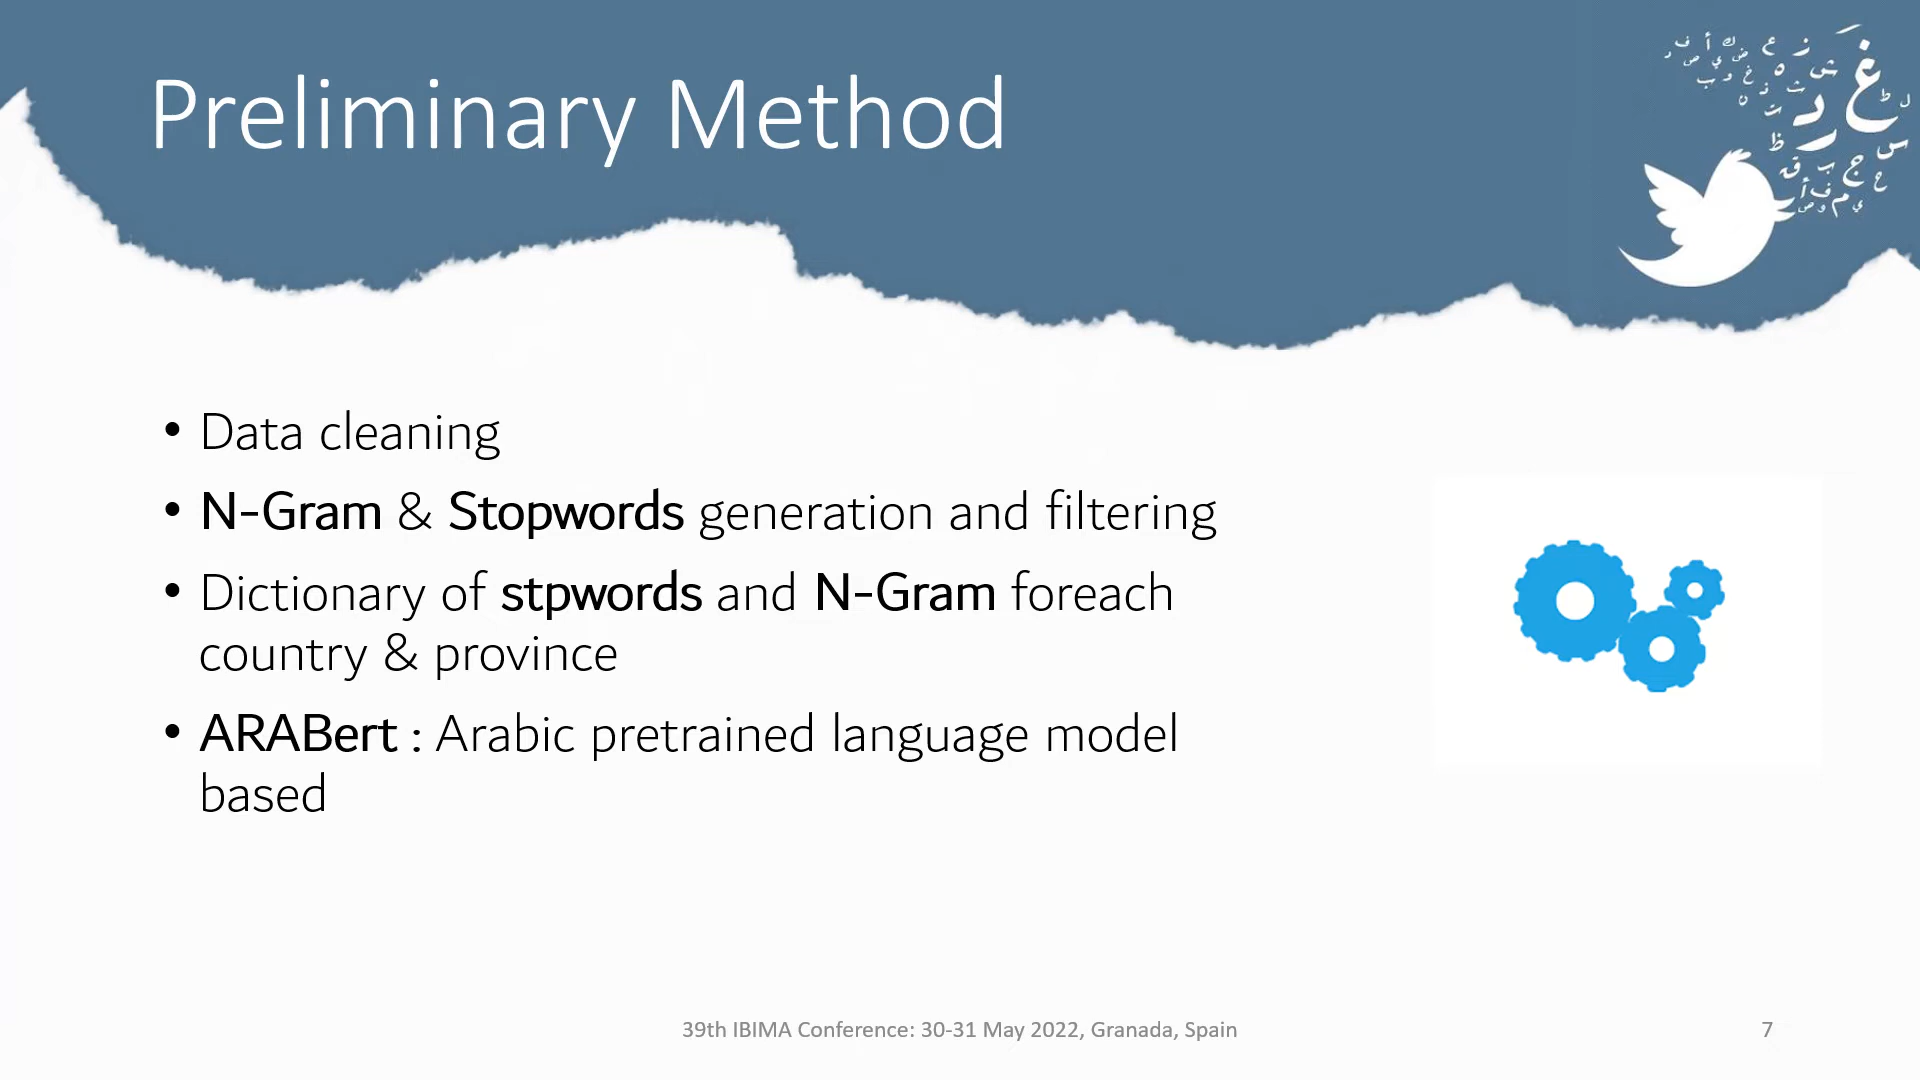 Preliminary Method
• Data cleaning
• N-Gram & Stopwords generation and filtering
• Dictionary of stpwords and N-Gram foreach
country & province
• ARABert : Arabic pretrained language model
based
39th IBIMA Conference: 30-31 May 2022, Granada, Spain
7